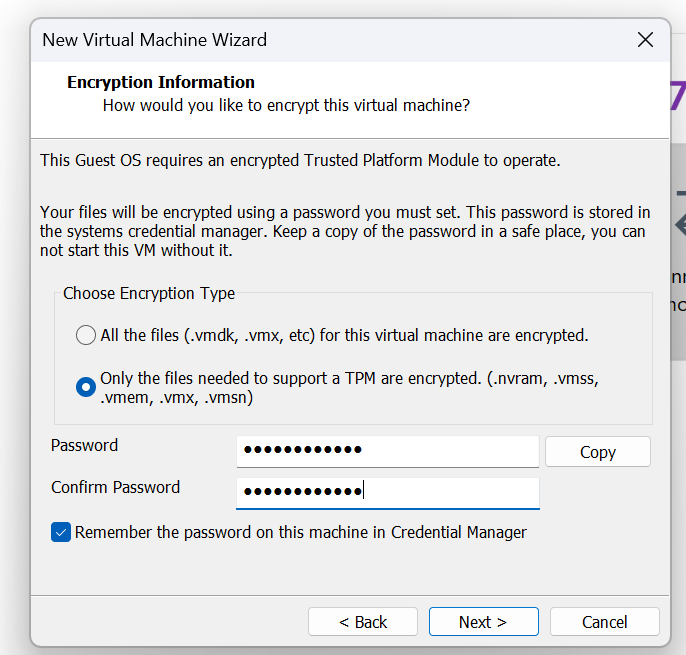 New Virtual Machine Wizard
Encryption Information
How would you like to encrypt this virtual machine?
This Guest OS requires an encrypted Trusted Platform Module to operate.
Your files will be encrypted using a password you must set. This password is stored in
the systems credential manager. Keep a copy of the password in a safe place, you can
not start this VM without it.
Choose Encryption Type
All the files (.vmdk, .vmx, etc) for this virtual machine are encrypted.
Only the files needed to support a TPM are encrypted. (.nvram, .vmss,
.vmem, .vmx, .vmsn)
Password
Copy
Confirm Password
Remember the password on this machine in Credential Manager
< Back
Next >
Cancel